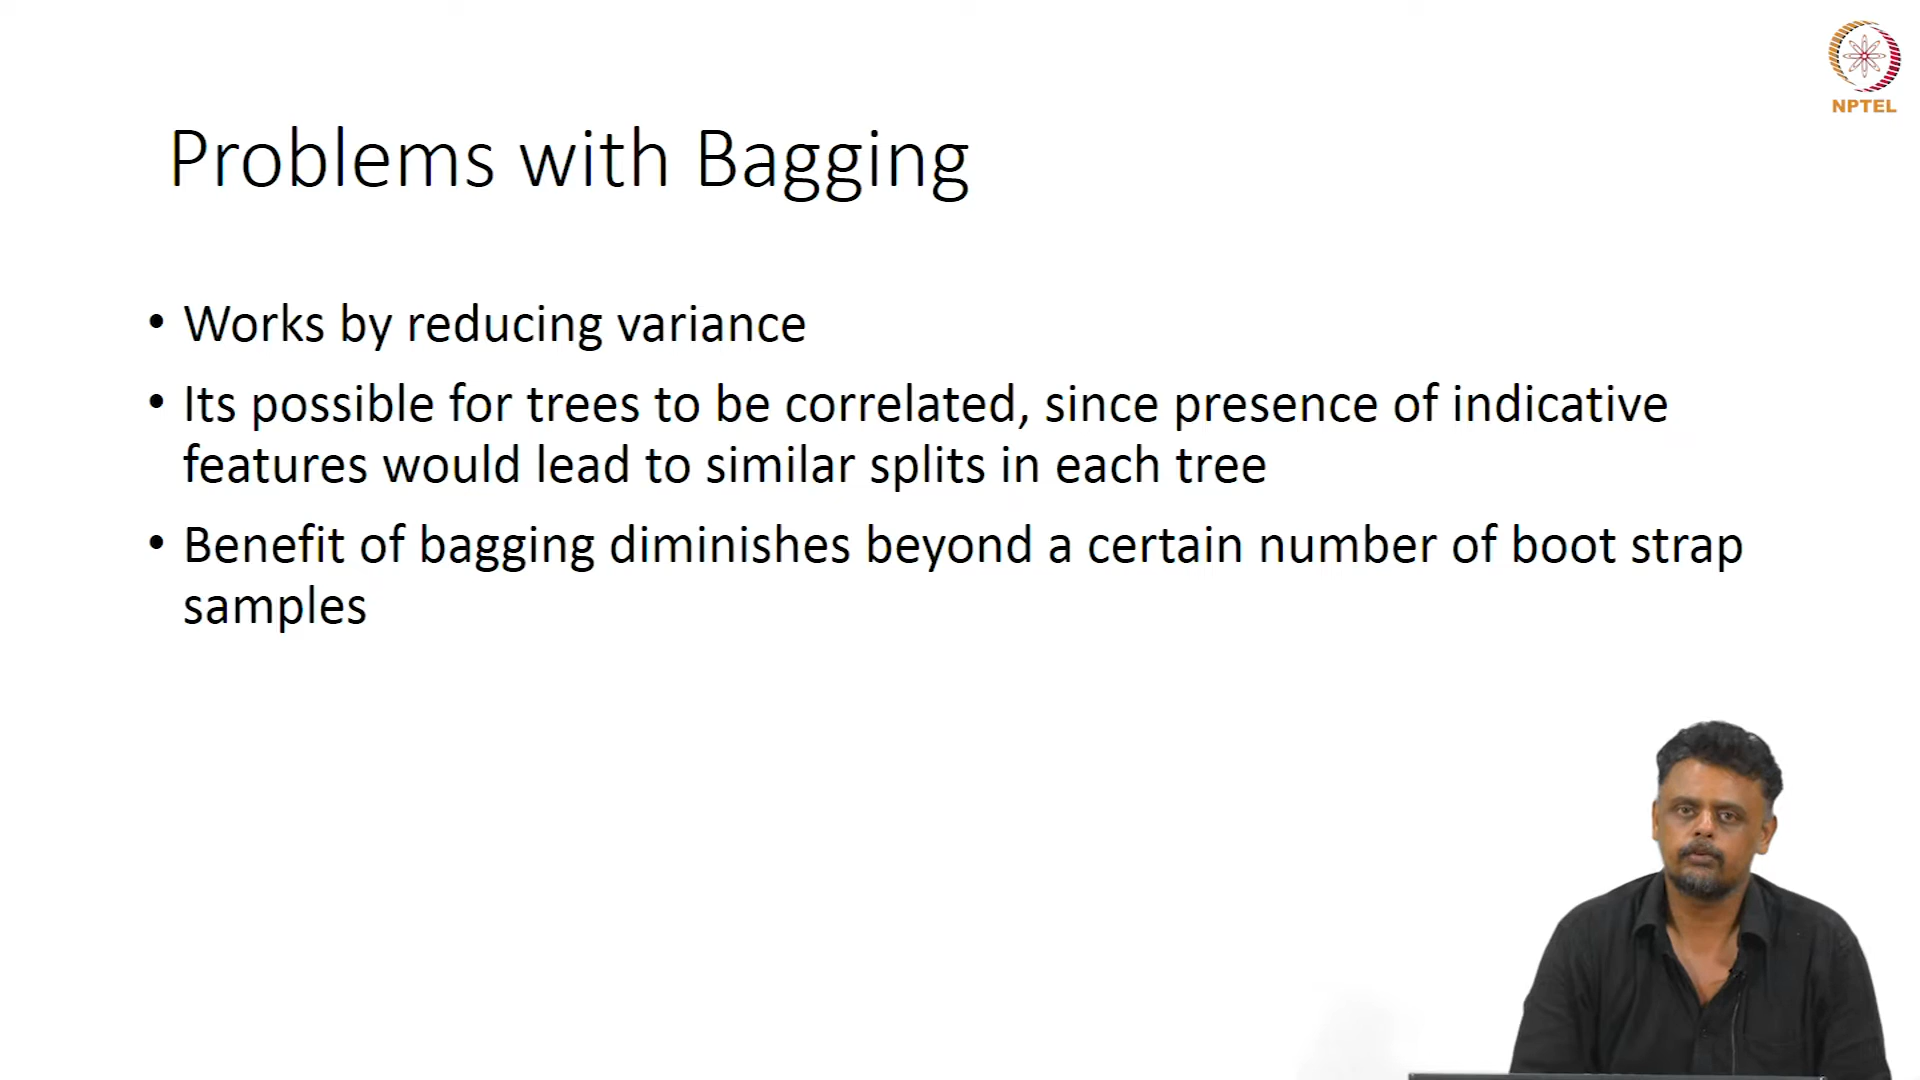 NPTEL
Problems with Bagging
• Works by reducing variance
• Its possible for trees to be correlated, since presence of indicative
features would lead to similar splits in each tree
• Benefit of bagging diminishes beyond a certain number of boot strap
samples